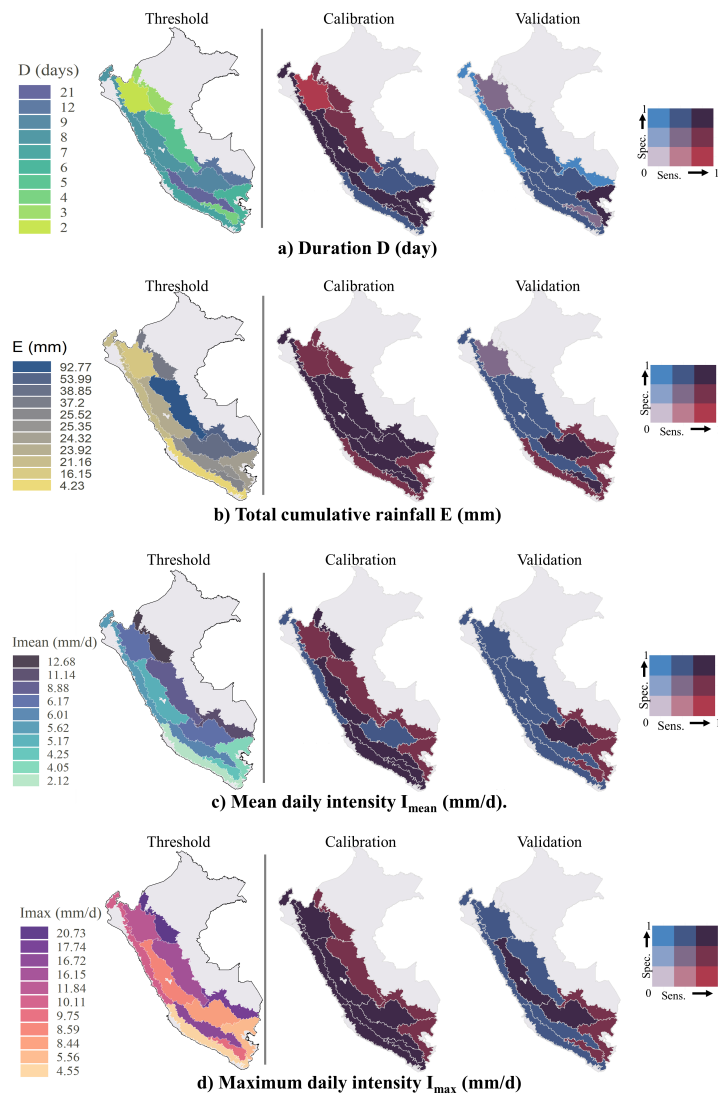 Threshold Calibration Validation
D (days)
21
12
9
8
7
6
5
4
3
2
1
Spec.
0 Sens. 1
a) Duration D (day)
Threshold Calibration Validation
E (mm)
92.77
53.99
38.85
37.2
25.52
25.35
24.32
23.92
21.16
16.15
4.23
1
Spec.
0 Sens.
b) Total cumulative rainfall E (mm)
Threshold Calibration Validation
Imean (mm/d)
12.68
11.14
8.88
6.17
6.01
5.62
5.17
4.25
4.05
2.12
1
Spec.
0 Sens. 1
c) Mean daily intensity Imean (mm/d).
Threshold Calibration Validation
Imax (mm/d)
20.73
17.74
16.72
16.15
11.84
10.11
9.75
8.59
8.44
5.56
4.55
1
Spec.
0 Sens.
d) Maximum daily intensity Imax (mm/d)